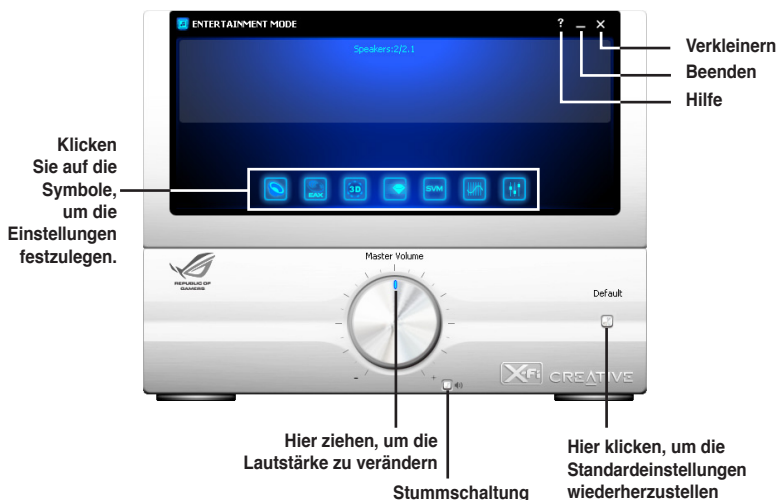 ENTERTAINMENT MODE
?
Speakers:2/2.1
Verkleinern
Beenden
Hilfe
Klicken
Sie auf die
Symbole,
um die
Einstellungen
festzulegen.
EAX
3D
SVM
REPUBLIC OF
GAMERS
Master Volume
Default
- +
X-Fi CREATIVE
Hier ziehen, um die
Lautstärke zu verändern
Stummschaltung
Hier klicken, um die
Standardeinstellungen
wiederherzustellen